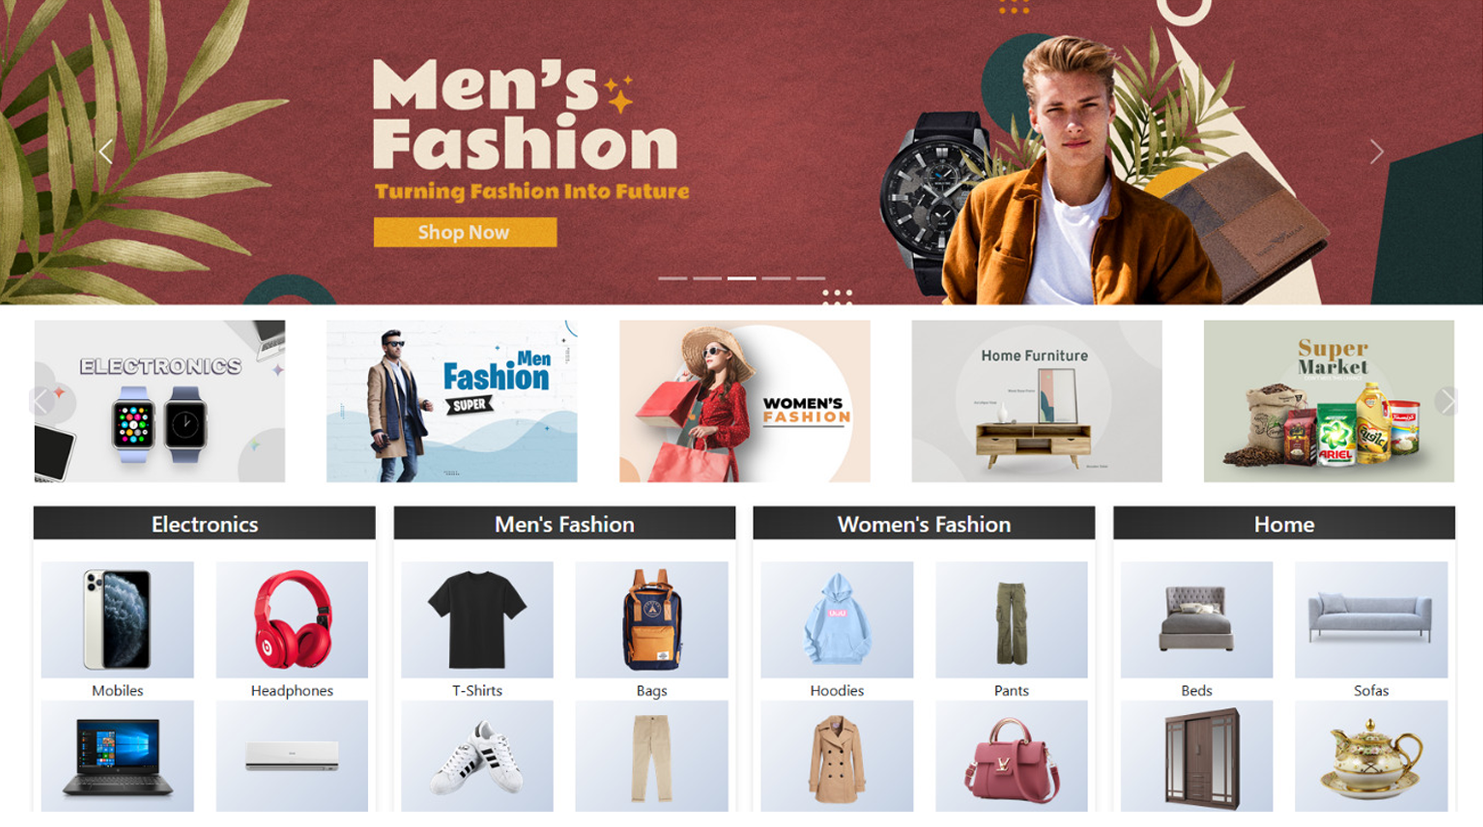 Men's
Fashion
Turning Fashion Into Future
Shop Now
ELECTRONICS
Men
Fashion
SUPER
WOMEN'S
FASHION
Home Furniture
Super
Market
ARIEL
Electronics
Men's Fashion
Women's Fashion
Home
Mobiles
Headphones
T-Shirts
Bags
Hoodies
Pants
Beds
Sofas